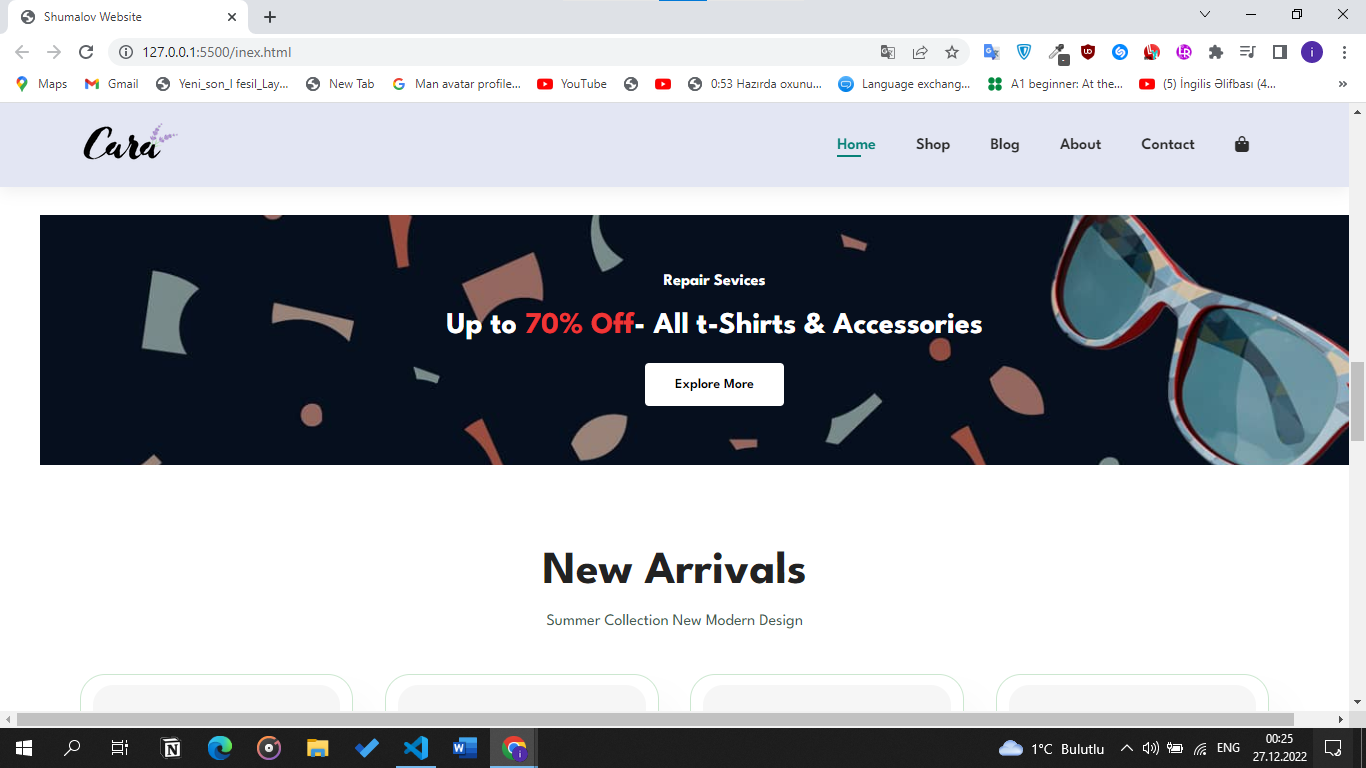 Shumalov Website
127.0.0.1:5500/inex.html
Maps
Gmail
Yeni_son_I fesil_Lay...
New Tab
Man avatar profile...
YouTube
0:53 Hazırda oxunu...
Language exchang...
A1 beginner: At the...
(5) İngilis Əlifbası (4...
Cara
Home
Shop
Blog
About
Contact
Repair Sevices
Up to 70% Off- All t-Shirts & Accessories
Explore More
New Arrivals
Summer Collection New Modern Design
1°C Bulutlu
ENG
00:25
27.12.2022